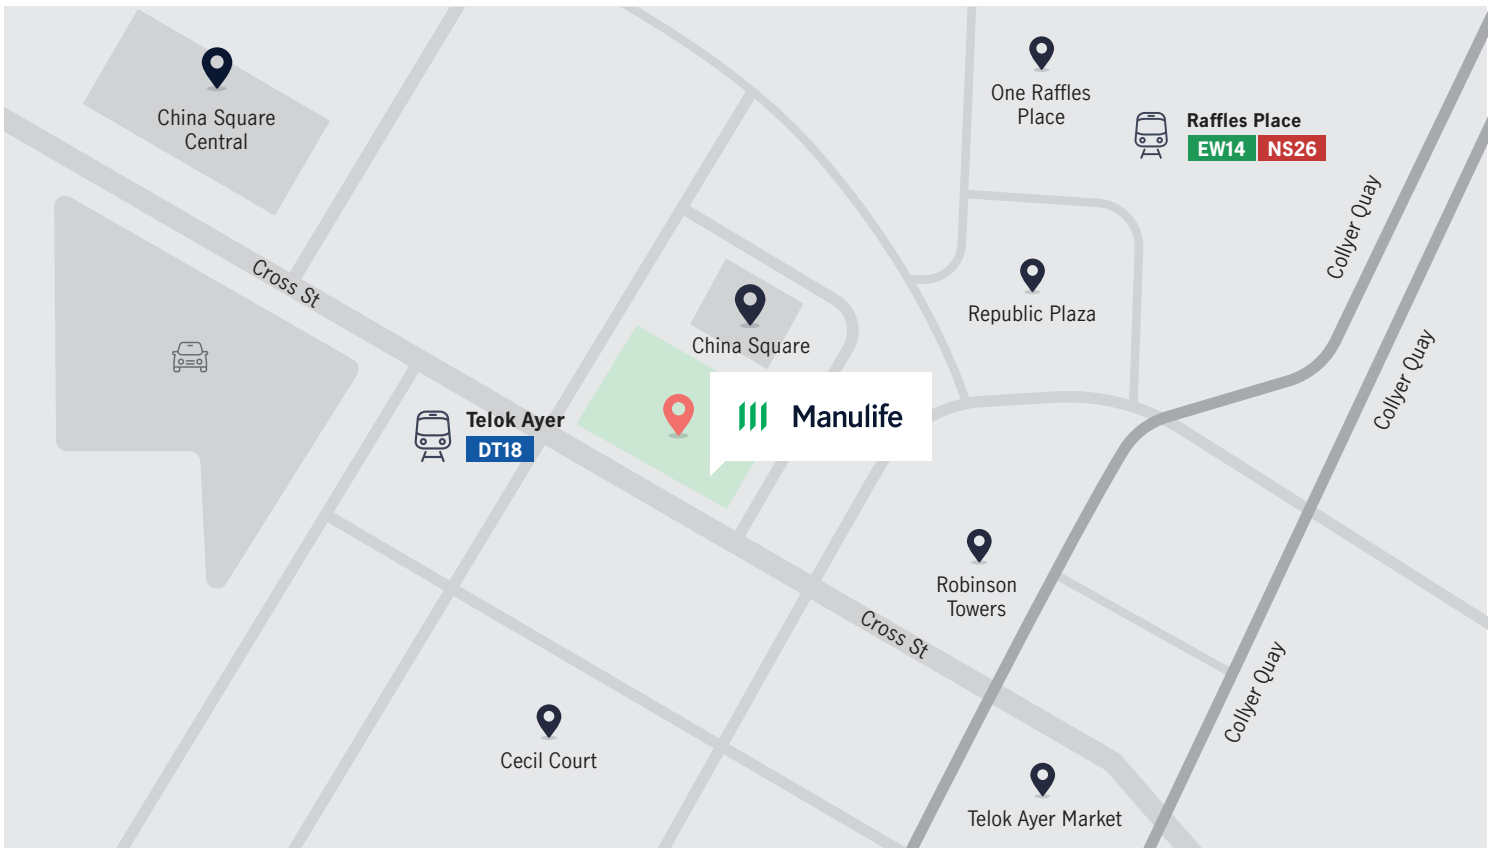 China Square
Central
One Raffles
Place
Raffles Place
EW14 NS26
Collyer Quay
Cross St
Republic Plaza
China Square
Collyer Quay
Telok Ayer
DT18
Manulife
Robinson
Towers
Cross St
Collyer Quay
Cecil Court
Telok Ayer Market